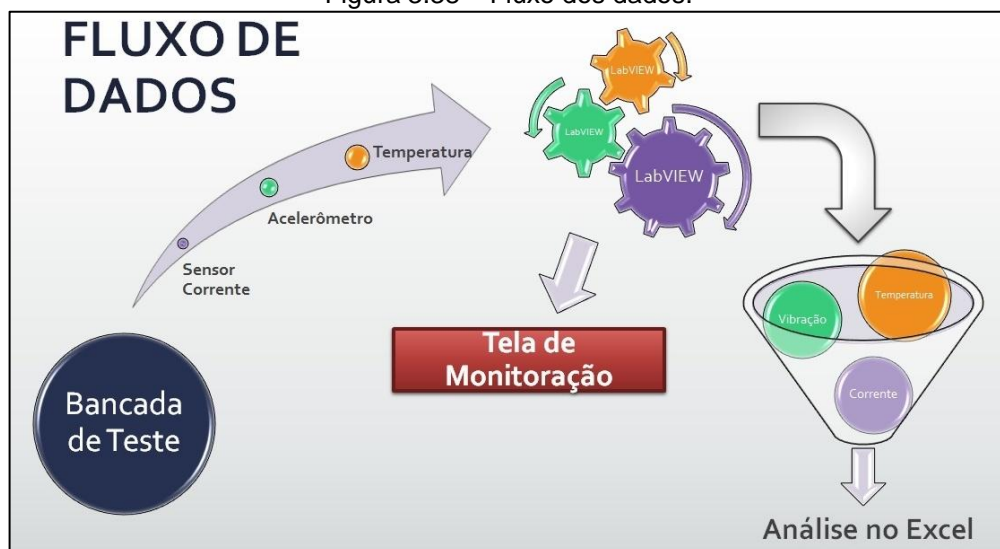 FLUXO DE
DADOS
Temperatura
Acelerômetro
Sensor
Corrente
Bancada
de Teste
LabVIEW
LabVIEW
LabVIEW
Tela de
Monitoração
Vibração
Temperatura
Corrente
Análise no Excel